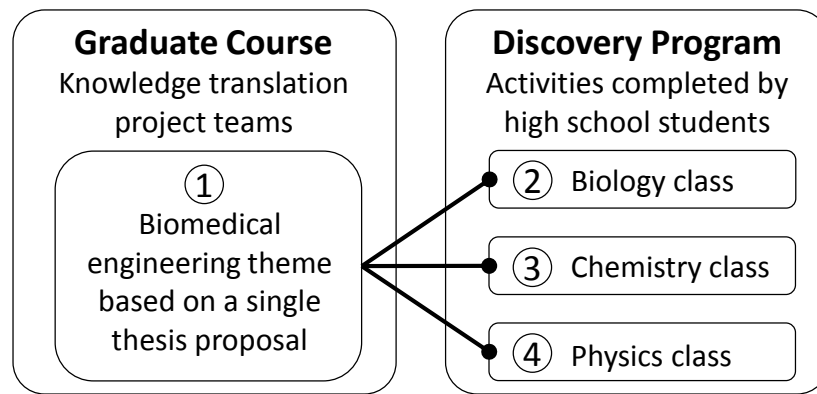 Graduate Course
Knowledge translation
project teams
1
Biomedical
engineering theme
based on a single
thesis proposal
Discovery Program
Activities completed by
high school students
2 Biology class
3 Chemistry class
4 Physics class